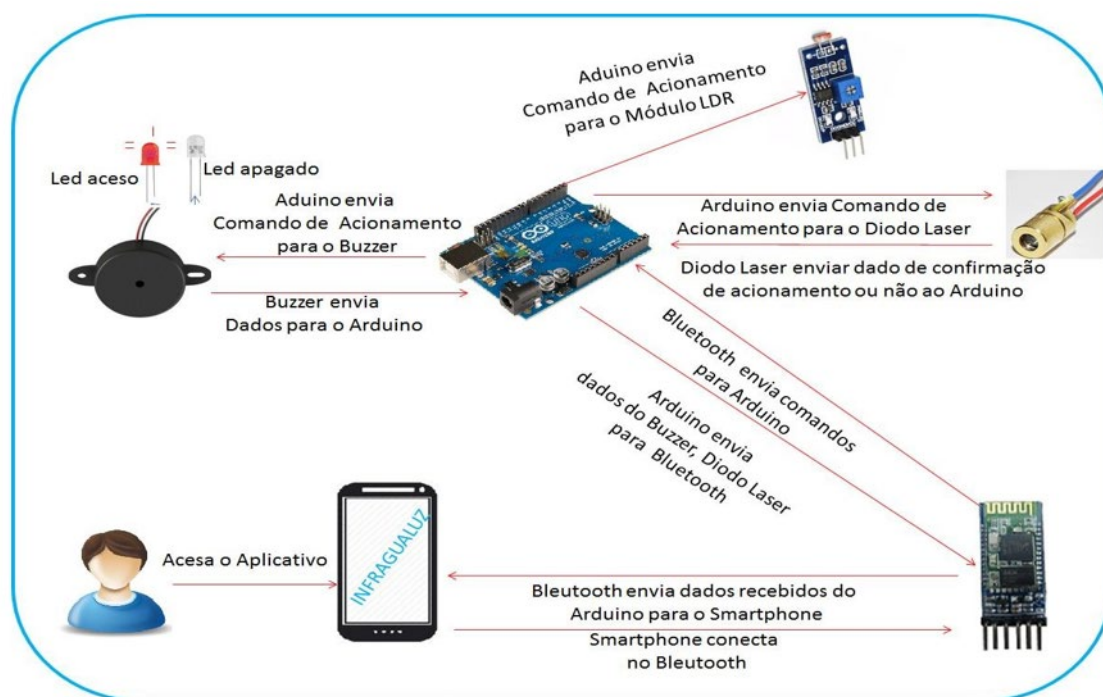 Aduino envia
Comando de Acionamento
para o Módulo LDR
Led aceso
Led apagado
Aduino envia
Comando de Acionamento
para o Buzzer
Buzzer envia
Dados para o Arduino
Arduino envia Comando de
Acionamento para o Diodo Laser
Diodo Laser enviar dado de confirmação
de acionamento ou não ao Arduino
Bluetooth envia comandos
para Arduino
Arduino envia
dados do Buzzer, Diodo Laser
para Bluetooth
Acesa o Aplicativo
INFRAGUALUZ
Bleutooth envia dados recebidos do
Arduino para o Smartphone
Smartphone conecta
no Bleutooth